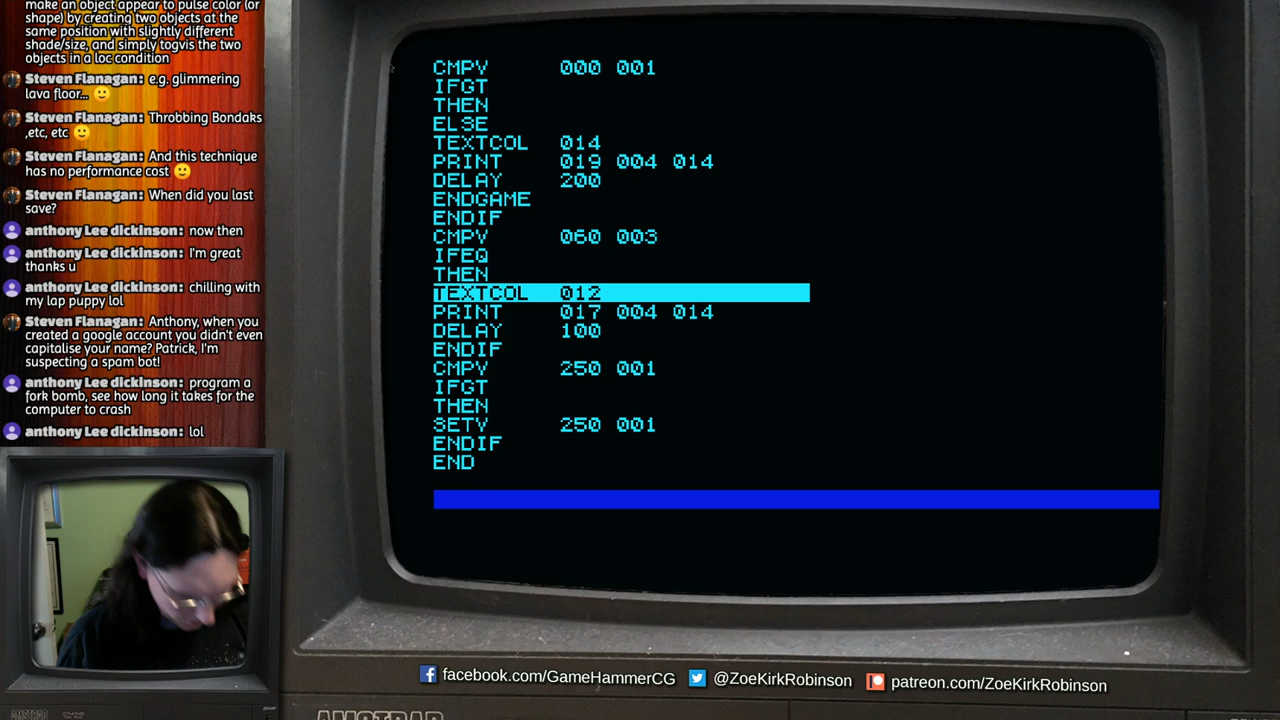 make an object appear to pulse color (or
shape) by creating two objects at the
same position with slightly different
shade/size, and simply togvis the two
objects in a loc condition
Steven Flanagan: e.g. glimmering
lava floor... 🙂
Steven Flanagan: Throbbing Bondaks
,etc, etc 🙂
Steven Flanagan: And this technique
has no performance cost 🙂
Steven Flanagan: When did you last
save?
anthony Lee dickinson: now then
anthony Lee dickinson: I'm great
thanks u
anthony Lee dickinson: chilling with
my lap puppy lol
Steven Flanagan: Anthony, when you
created a google account you didn't even
capitalise your name? Patrick, I'm
suspecting a spam bot!
anthony Lee dickinson: program a
fork bomb, see how long it takes for the
computer to crash
anthony Lee dickinson: lol
CMPV 000 001
IFGT
THEN
ELSE
TEXTCOL 014
PRINT 019 004 014
DELAY 200
ENDGAME
ENDIF
CMPV 060 003
IFEQ
THEN
TEXTCOL 012
PRINT 017 004 014
DELAY 100
ENDIF
CMPV 250 001
IFGT
THEN
SETV 250 001
ENDIF
END
facebook.com/GameHammerCG @ZoeKirkRobinson patreon.com/ZoeKirkRobinson
AMSTRAD